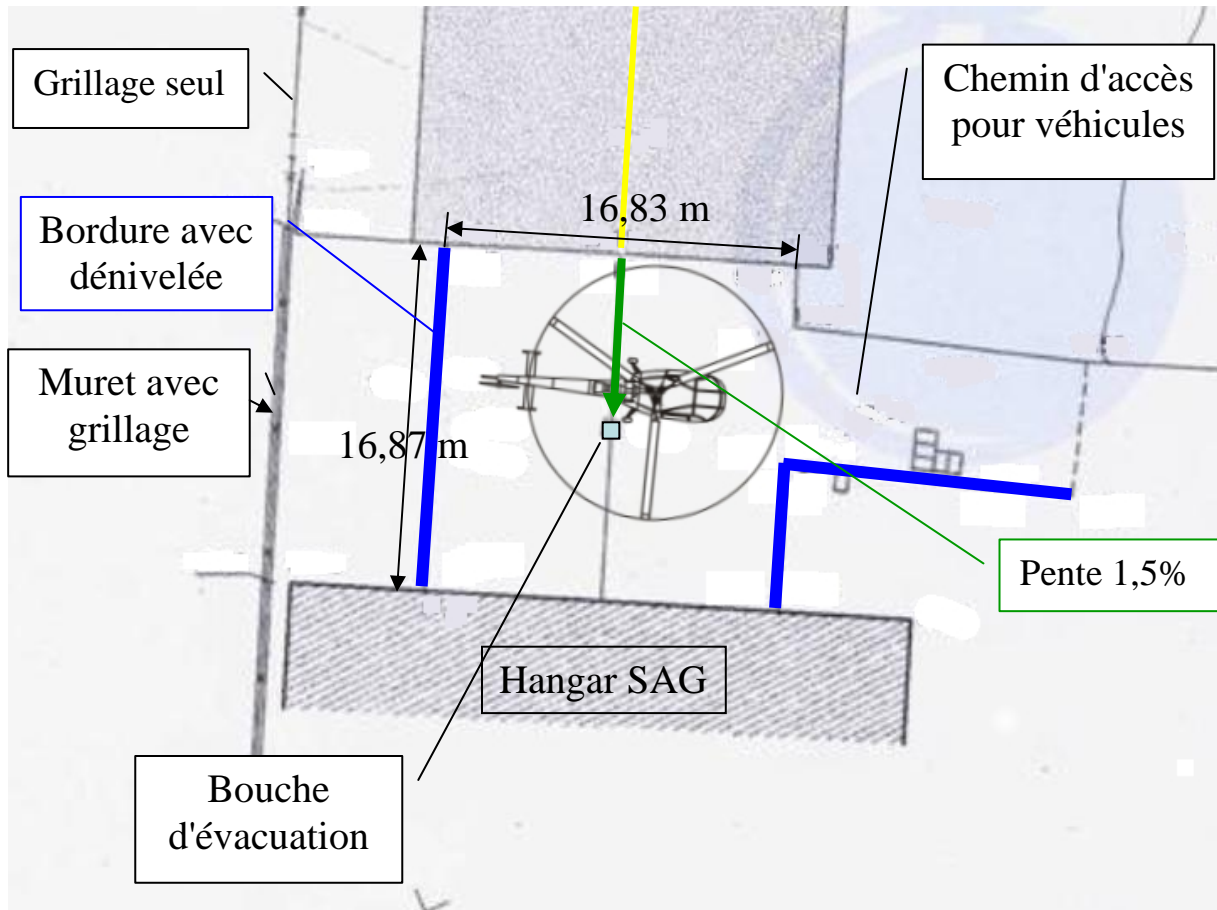 Grillage seul
Chemin d'accès
pour véhicules
16,83 m
Bordure avec
dénivelée
Muret avec
grillage
16,87 m
Pente 1,5%
Hangar SAG
Bouche
d'évacuation